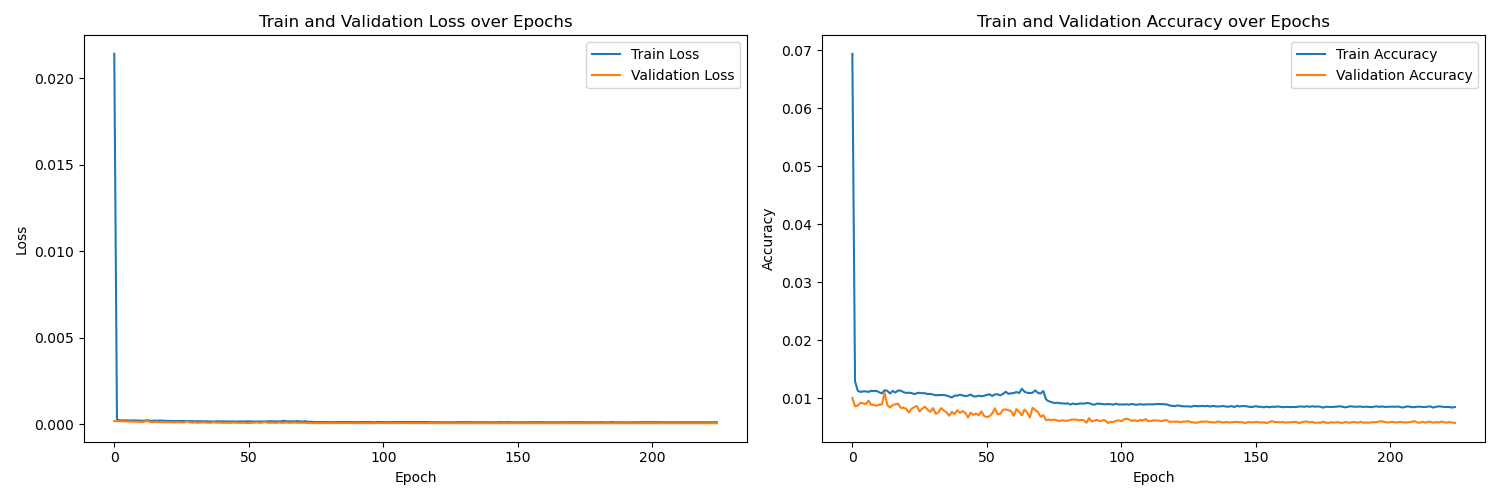 Train and Validation Loss over Epochs
Train Loss
Validation Loss
0.020
0.015
0.010
0.005
0.000
Loss
0
50
100
150
200
Epoch
Train and Validation Accuracy over Epochs
Train Accuracy
Validation Accuracy
0.07
0.06
0.05
0.04
0.03
0.02
0.01
Accuracy
0
50
100
150
200
Epoch